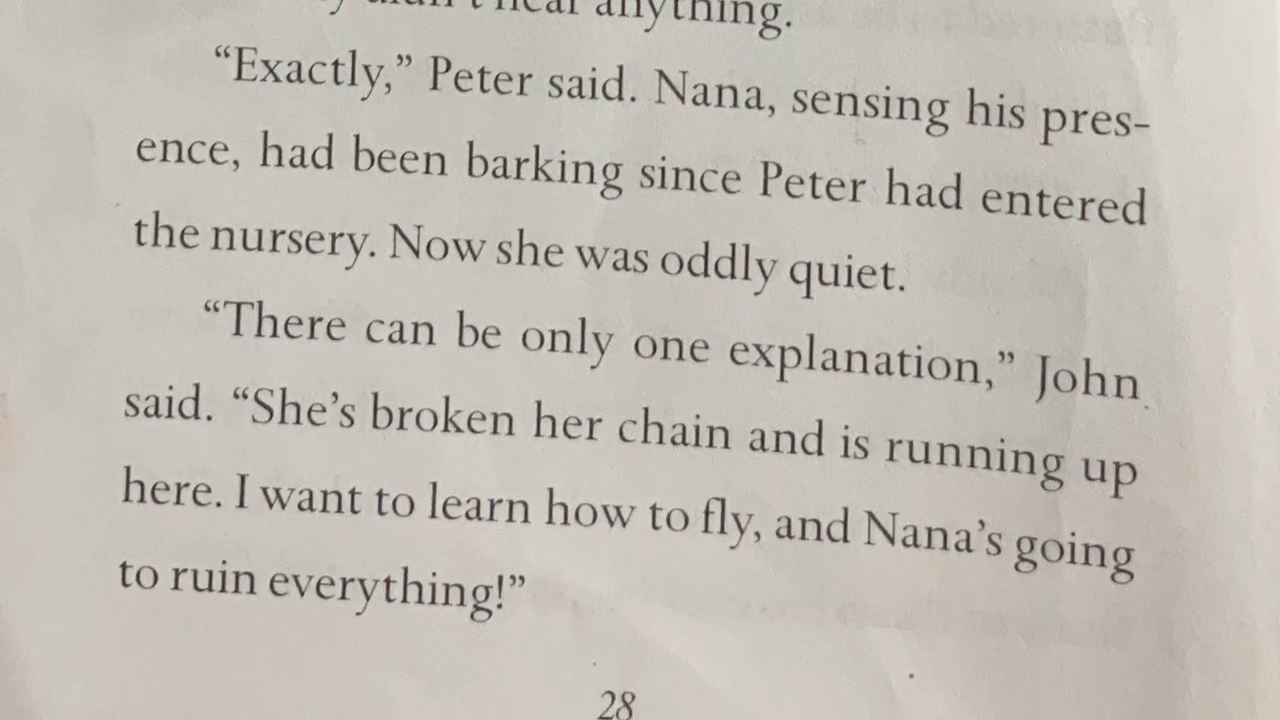 anything.
“Exactly,” Peter said. Nana, sensing his pres-
ence, had been barking since Peter had entered
the nursery. Now she was oddly quiet.
“There can be only one explanation,” John
said. “She’s broken her chain and is running up
here. I want to learn how to fly, and Nana’s going
to ruin everything!”
28